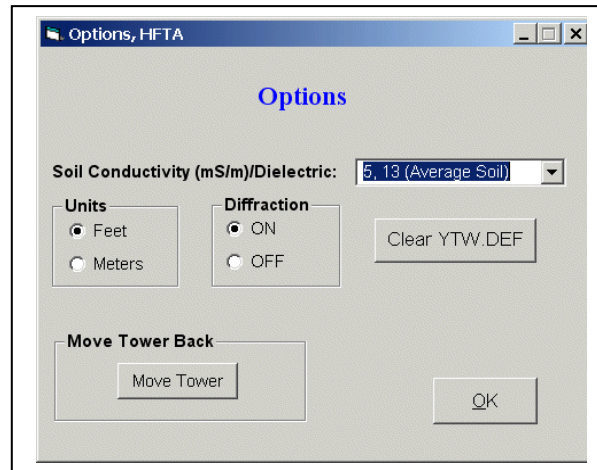 Options, HFTA
Options
Soil Conductivity (mS/m)/Dielectric: 5, 13 (Average Soil)
Units
Feet
Meters
Diffraction
ON
OFF
Clear YTW.DEF
Move Tower Back
Move Tower
OK